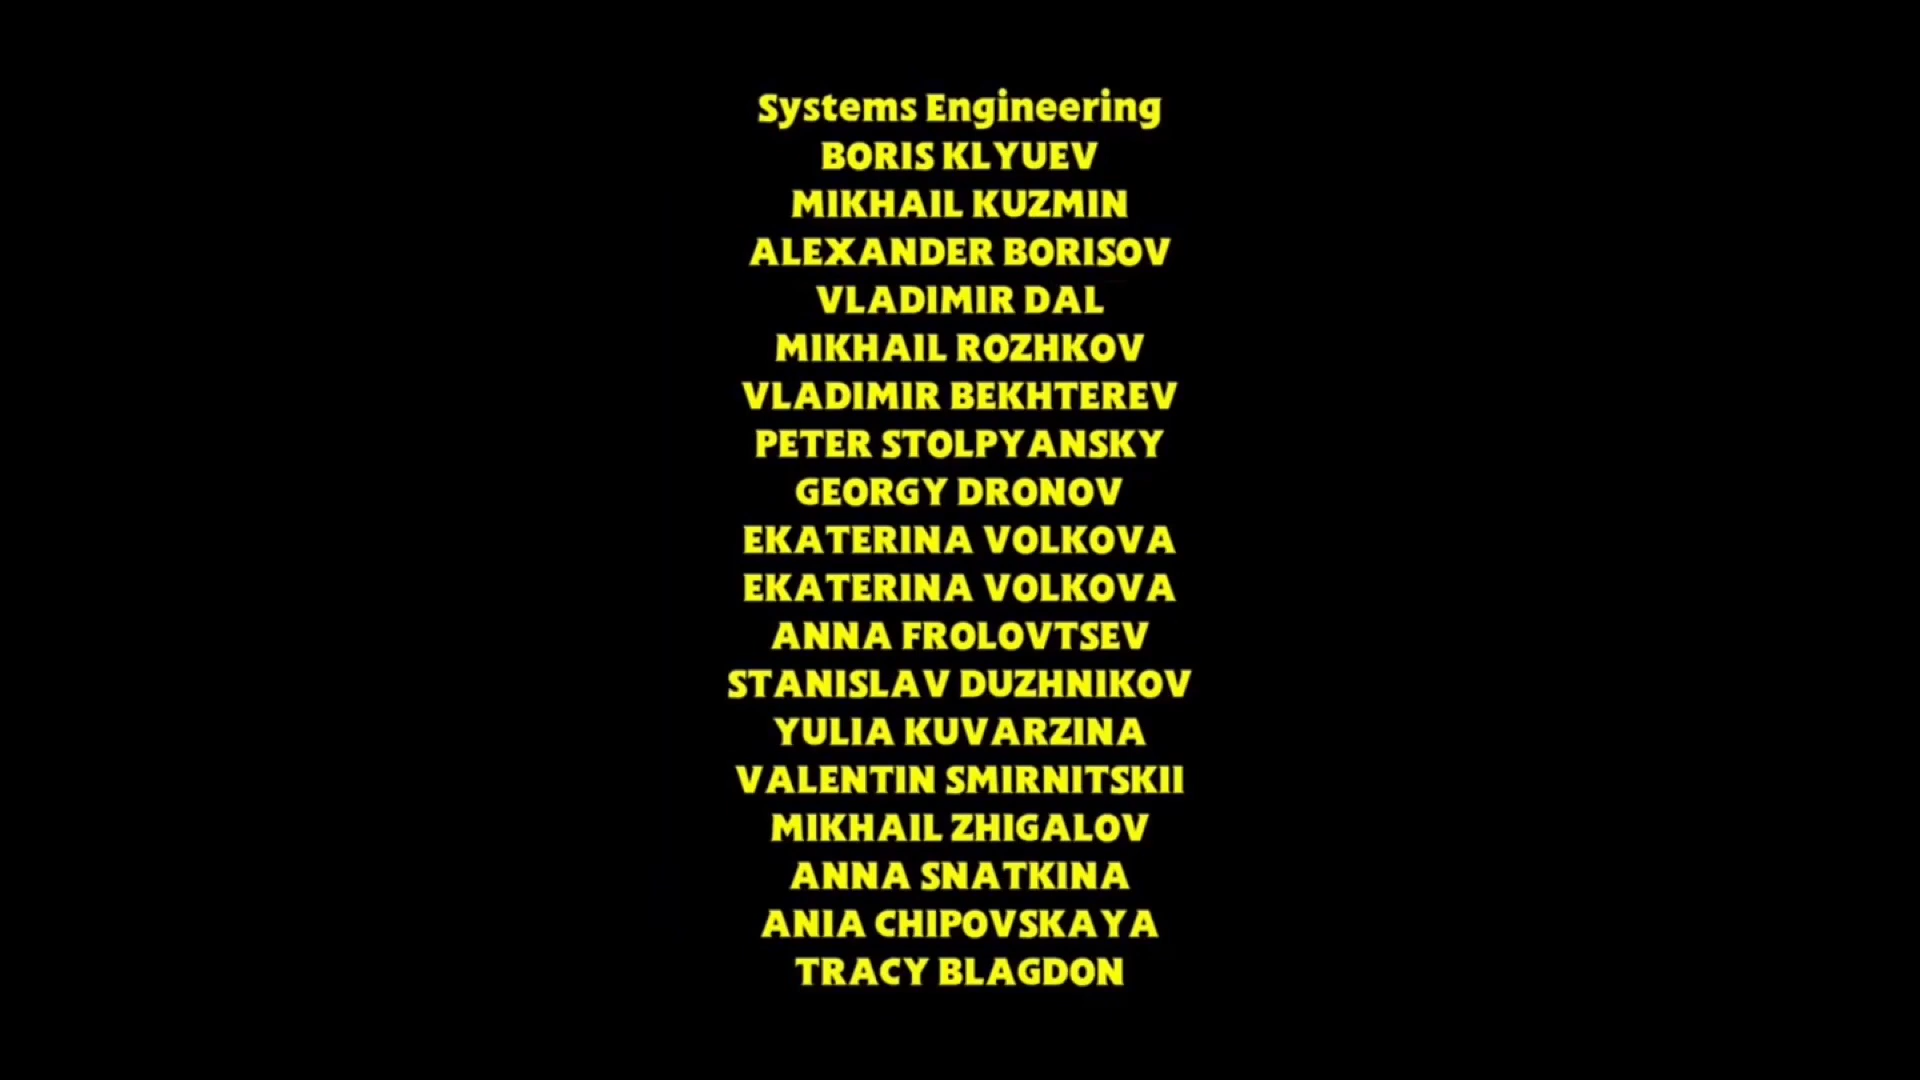 Systems Engineering
BORIS KLYUEV
MIKHAIL KUZMIN
ALEXANDER BORISOV
VLADIMIR DAL
MIKHAIL ROZHKOV
VLADIMIR BEKHTEREV
PETER STOLPYANSKY
GEORGY DRONOV
EKATERINA VOLKOVA
EKATERINA VOLKOVA
ANNA FROLOVTSEV
STANISLAV DUZHNIKOV
YULIA KUVARZINA
VALENTIN SMIRNITSKII
MIKHAIL ZHIGALOV
ANNA SNATKINA
ANIA CHIPOVSKAYA
TRACY BLAGDON